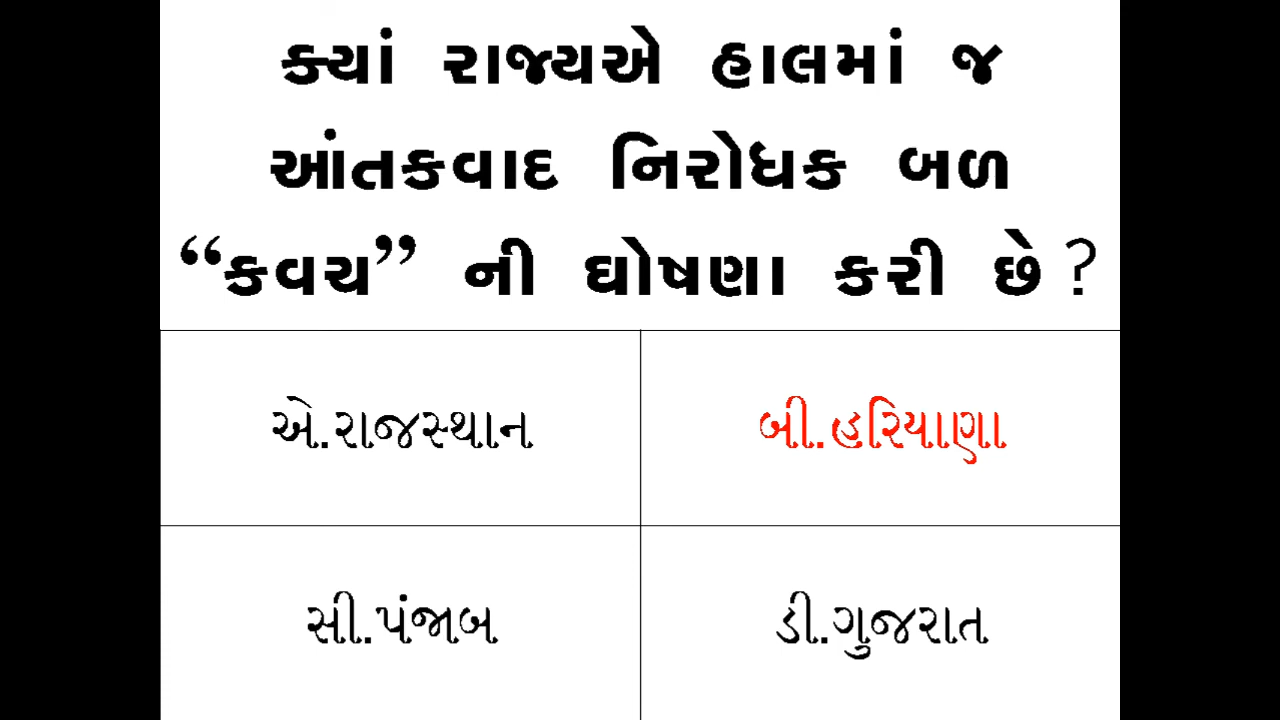 ક્યાં રાજ્યએ હાલમાં જ
આંતકવાદ નિરોધક બળ
“કવચ” ની ઘોષણા કરી છે ?
એ.રાજસ્થાન
બી.હરિયાણા
સી.પંજાબ
ડી.ગુજરાત